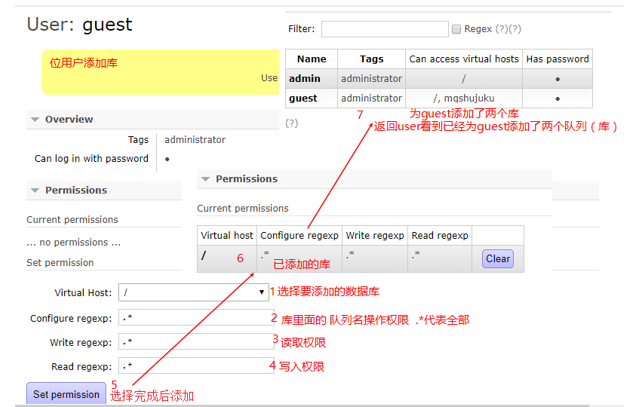 User: guest
位用户添加库
Use
Filter:
Regex (?)(?)
Name Tags Can access virtual hosts Has password
admin administrator / ●
guest administrator /, mqshujuku ●
(?)
7 为guest添加了两个库
返回user看到已经为guest添加了两个队列（库）
Overview
Tags administrator
Can log in with password ●
Permissions
Current permissions
... no permissions ...
Set permission
Permissions
Current permissions
Virtual host Configure regexp Write regexp Read regexp
/ .* .* .* Clear
6 已添加的库
Virtual Host: /
1 选择要添加的数据库
Configure regexp: .*
2 库里面的 队列名操作权限 .*代表全部
Write regexp: .*
3 读取权限
Read regexp: .*
4 写入权限
5
Set permission
选择完成后添加